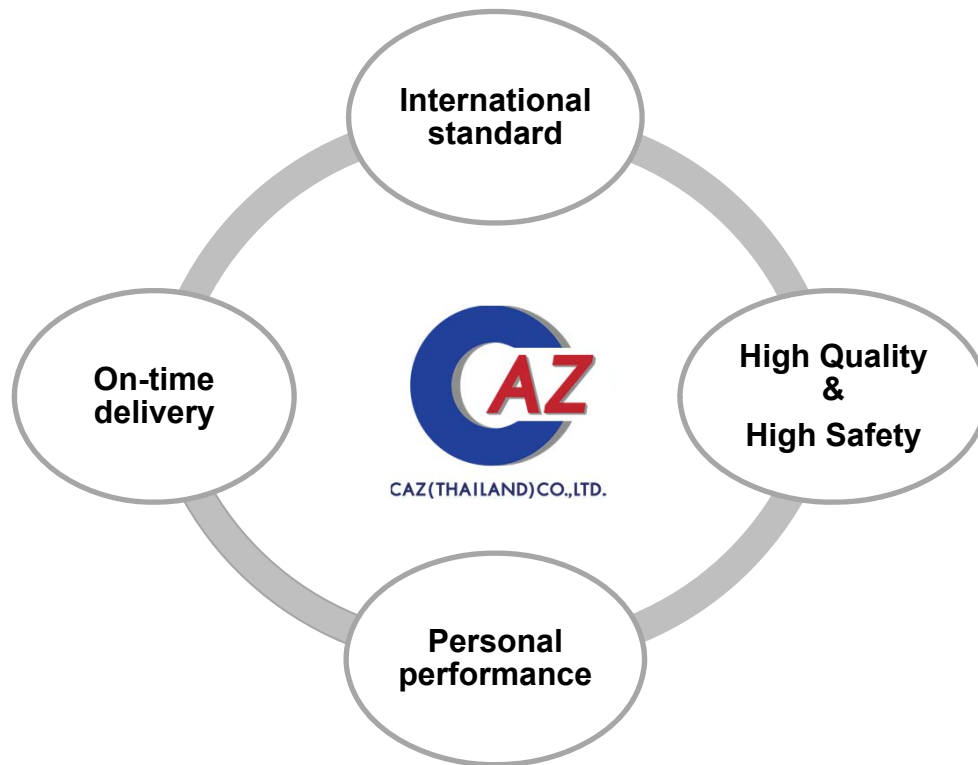 International
standard
On-time
delivery
CAZ
CAZ(THAILAND)CO.,LTD.
High Quality
&
High Safety
Personal
performance